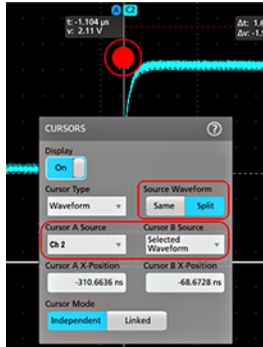 A C2
t: -1.104 µs
v: 2.11 V
Δt: 1.6
Δv: -1.5
CURSORS
?
Display
On
Cursor Type
Source Waveform
Waveform
Same Split
Cursor A Source
Cursor B Source
Ch 2
Selected
Waveform
Cursor A X-Position
Cursor B X-Position
-310.6636 ns
-68.6728 ns
Cursor Mode
Independent Linked